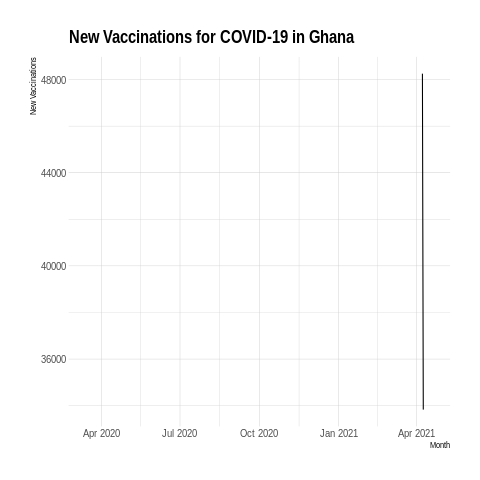 New Vaccinations for COVID-19 in Ghana
New Vaccinations
48000
44000
40000
36000
Apr 2020 Jul 2020 Oct 2020 Jan 2021 Apr 2021
Month